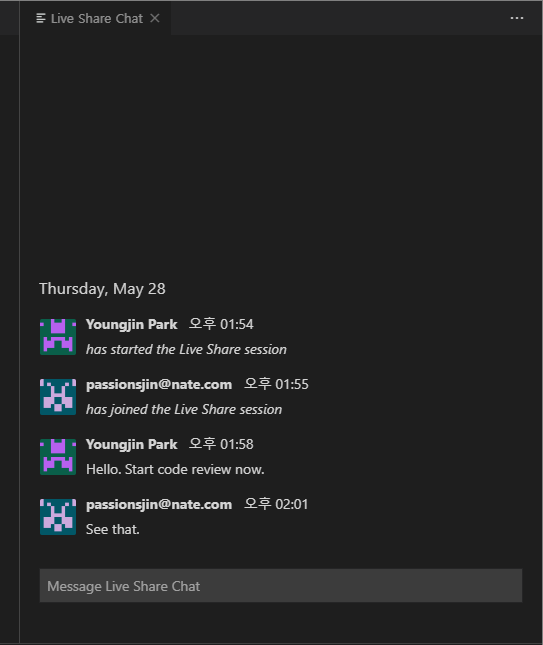 Live Share Chat
Thursday, May 28
Youngjin Park 오후 01:54
has started the Live Share session
passionsjin@nate.com 오후 01:55
has joined the Live Share session
Youngjin Park 오후 01:58
Hello. Start code review now.
passionsjin@nate.com 오후 02:01
See that.
Message Live Share Chat